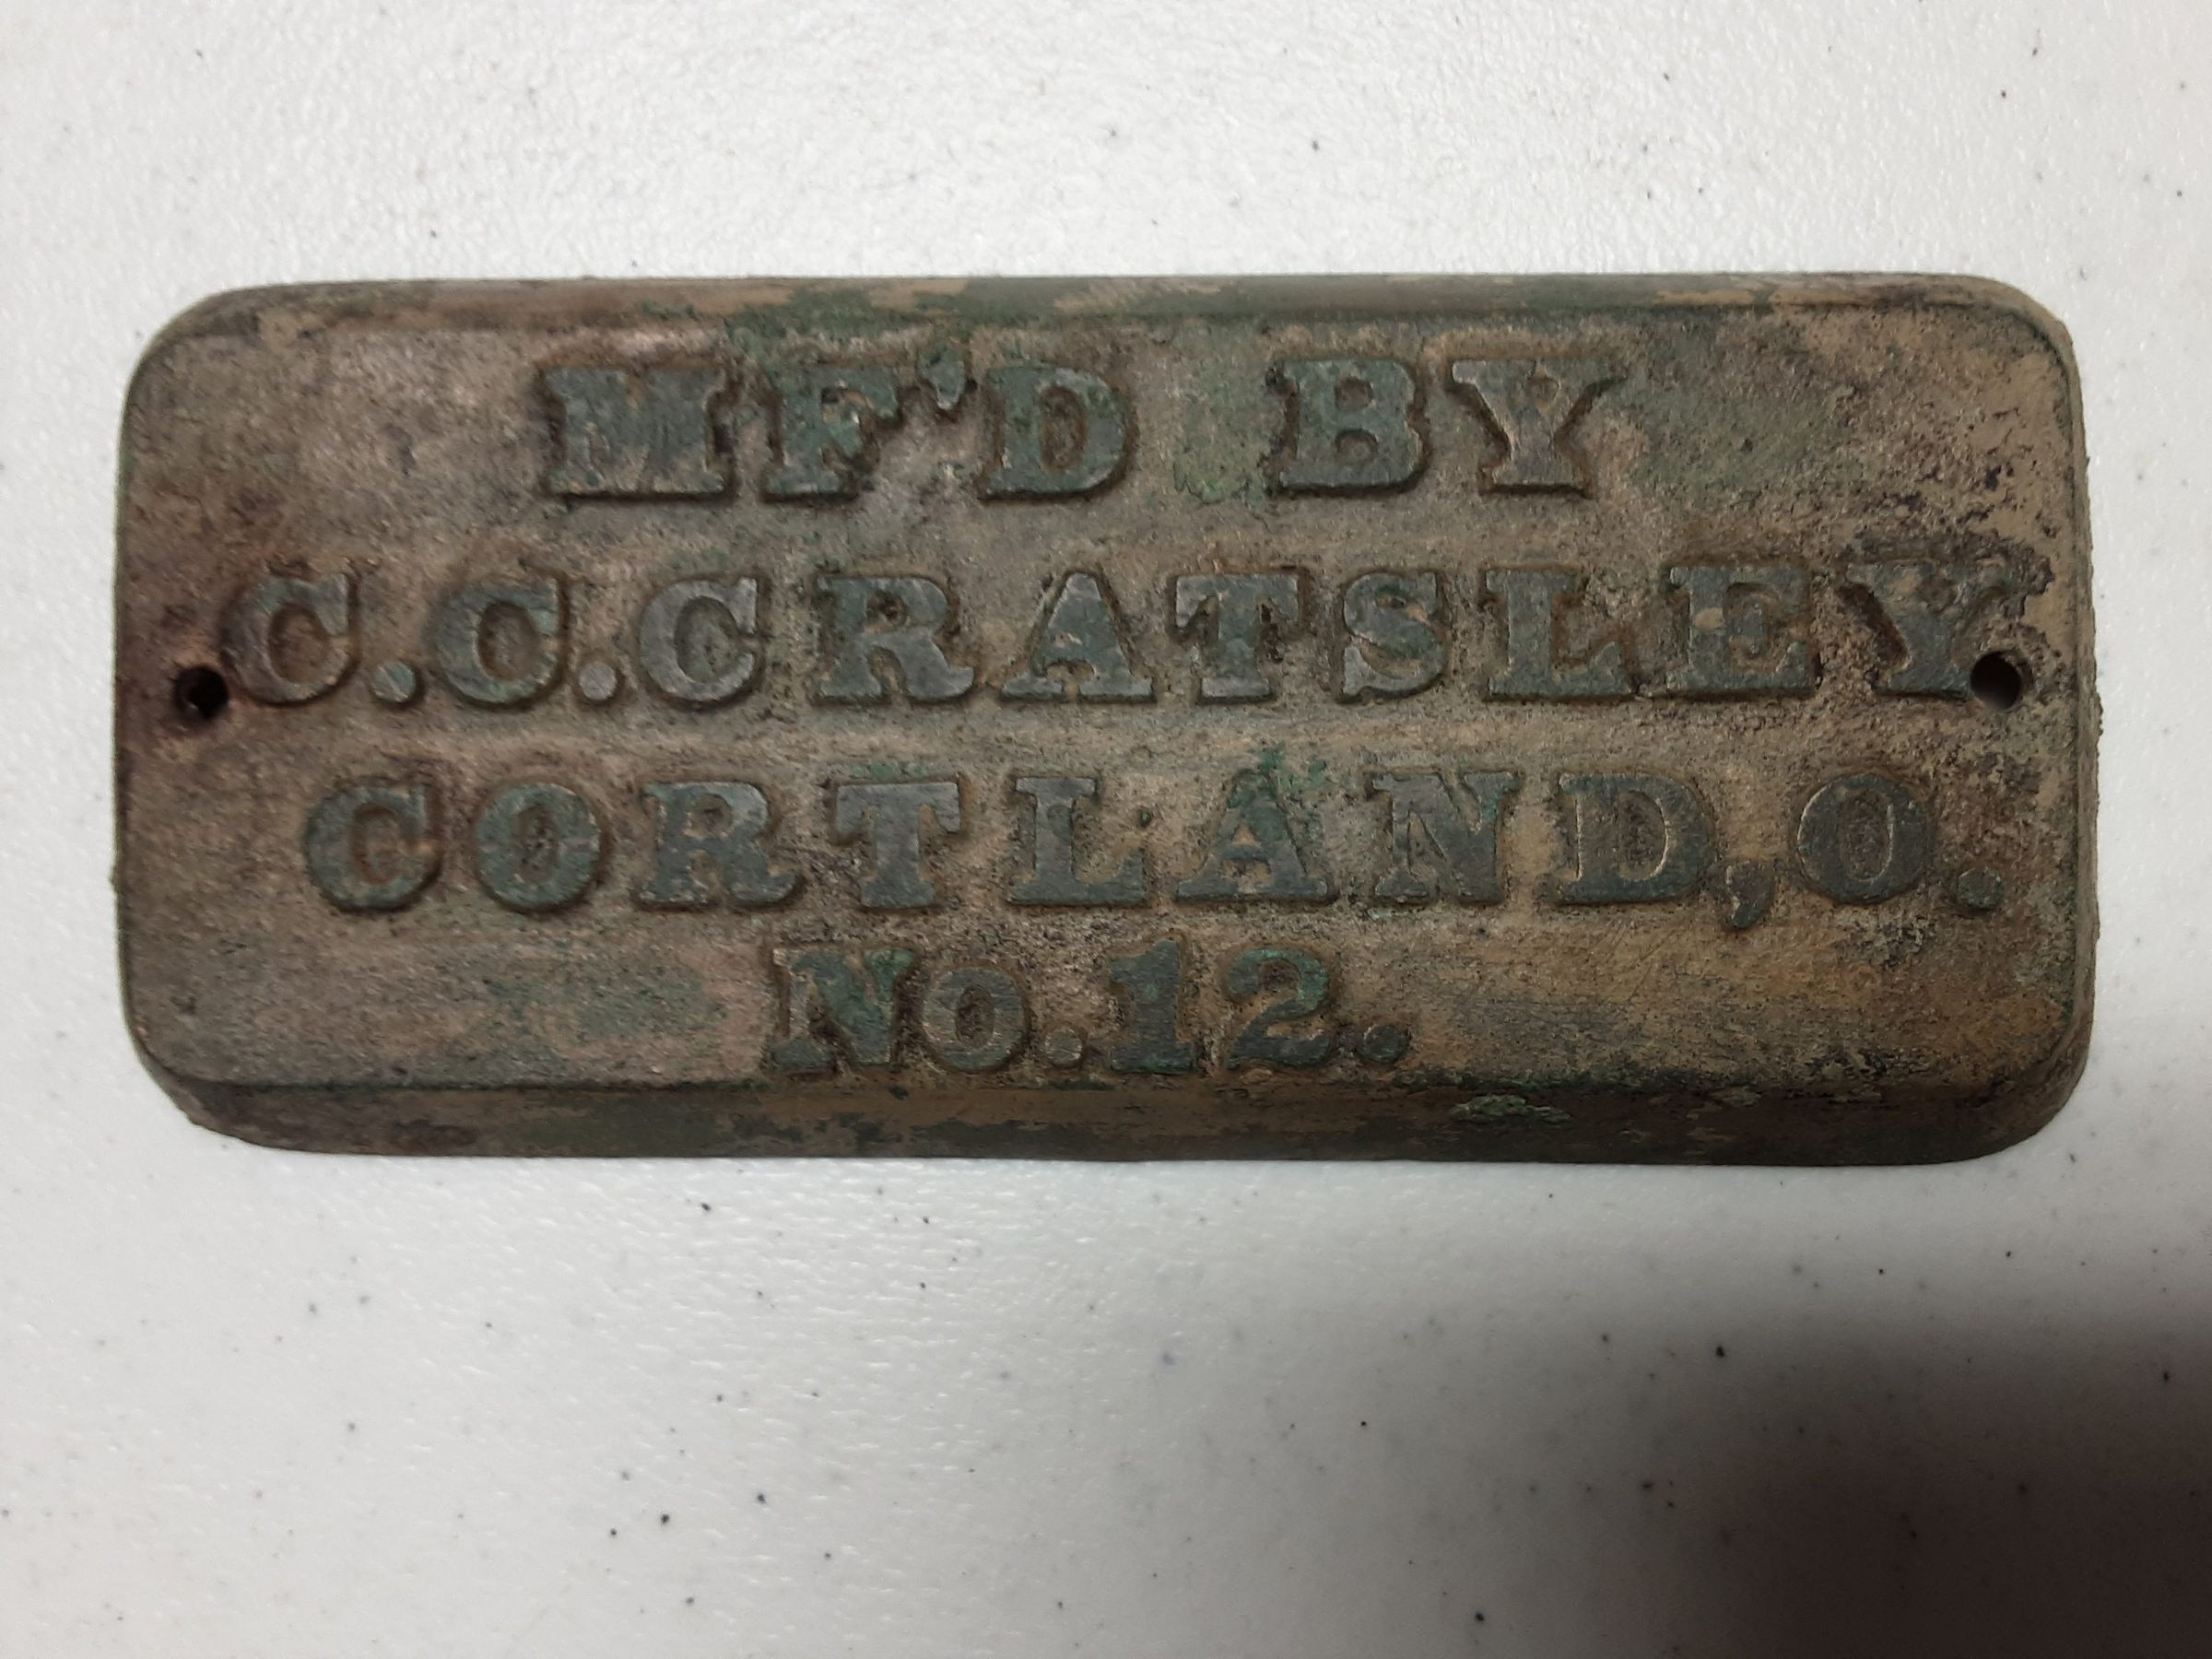 MF'D BY
C.C.CRATSLEY
CORTLAND,O.
No.12.